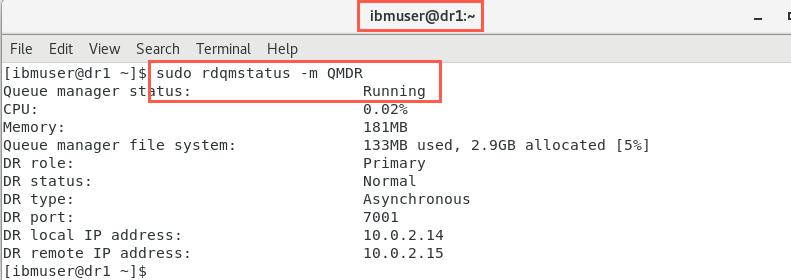 ibmuser@dr1:~
File Edit View Search Terminal Help
[ibmuser@dr1 ~]$ sudo rdqmstatus -m QMDR
Queue manager status: Running
CPU: 0.02%
Memory: 181MB
Queue manager file system: 133MB used, 2.9GB allocated [5%]
DR role: Primary
DR status: Normal
DR type: Asynchronous
DR port: 7001
DR local IP address: 10.0.2.14
DR remote IP address: 10.0.2.15
[ibmuser@dr1 ~]$